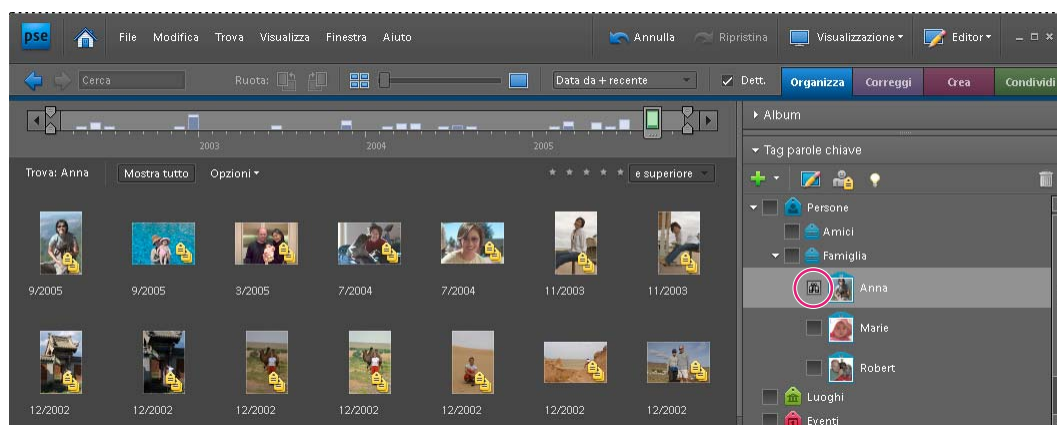 pse File Modifica Trova Visualizza Finestra Aiuto Annulla Ripristina Visualizzazione Editor
Cerca Ruota: Data da + recente Dett. Organizza Correggi Crea Condividi
Album
2003 2004 2005
Tag parole chiave
Trova: Anna Mostra tutto Opzioni e superiore
Persone
Amici
Famiglia
9/2005 9/2005 3/2005 7/2004 7/2004 11/2003 11/2003
Anna
Marie
Robert
Luoghi
12/2002 12/2002 12/2002 12/2002 12/2002 12/2002 12/2002
Eventi